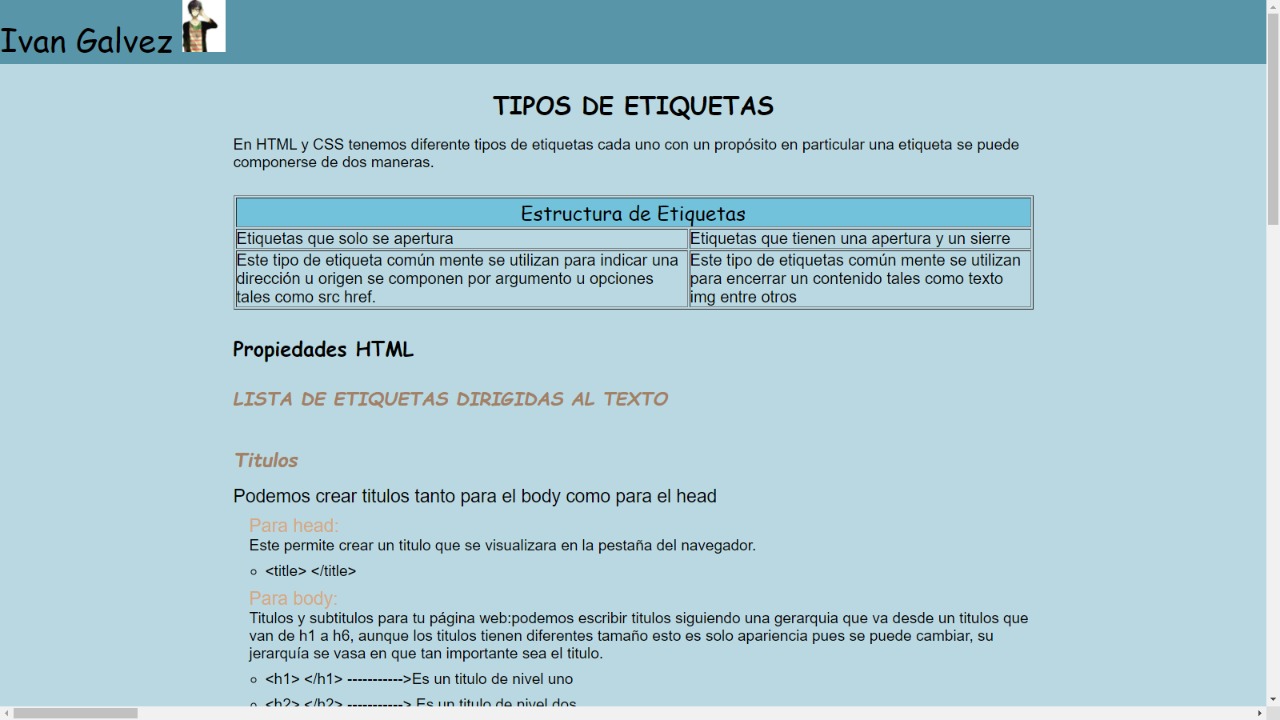 Ivan Galvez
TIPOS DE ETIQUETAS
En HTML y CSS tenemos diferente tipos de etiquetas cada uno con un propósito en particular una etiqueta se puede
componerse de dos maneras.
Estructura de Etiquetas
Etiquetas que solo se apertura
Etiquetas que tienen una apertura y un sierre
Este tipo de etiqueta común mente se utilizan para indicar una
dirección u origen se componen por argumento u opciones
tales como src href.
Este tipo de etiquetas común mente se utilizan
para encerrar un contenido tales como texto
img entre otros
Propiedades HTML
LISTA DE ETIQUETAS DIRIGIDAS AL TEXTO
Titulos
Podemos crear titulos tanto para el body como para el head
Para head:
Este permite crear un titulo que se visualizara en la pestaña del navegador.
<title> </title>
Para body:
Titulos y subtitulos para tu página web:podemos escribir titulos siguiendo una gerarquia que va desde un titulos que
van de h1 a h6, aunque los titulos tienen diferentes tamaño esto es solo apariencia pues se puede cambiar, su
jerarquía se vasa en que tan importante sea el titulo.
<h1> </h1> ----------->Es un titulo de nivel uno
<h2> </h2> -----------> Es un titulo de nivel dos